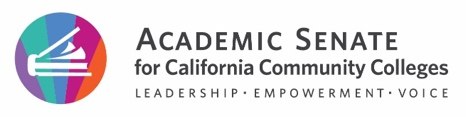 ACADEMIC SENATE
for California Community Colleges
LEADERSHIP • EMPOWERMENT • VOICE